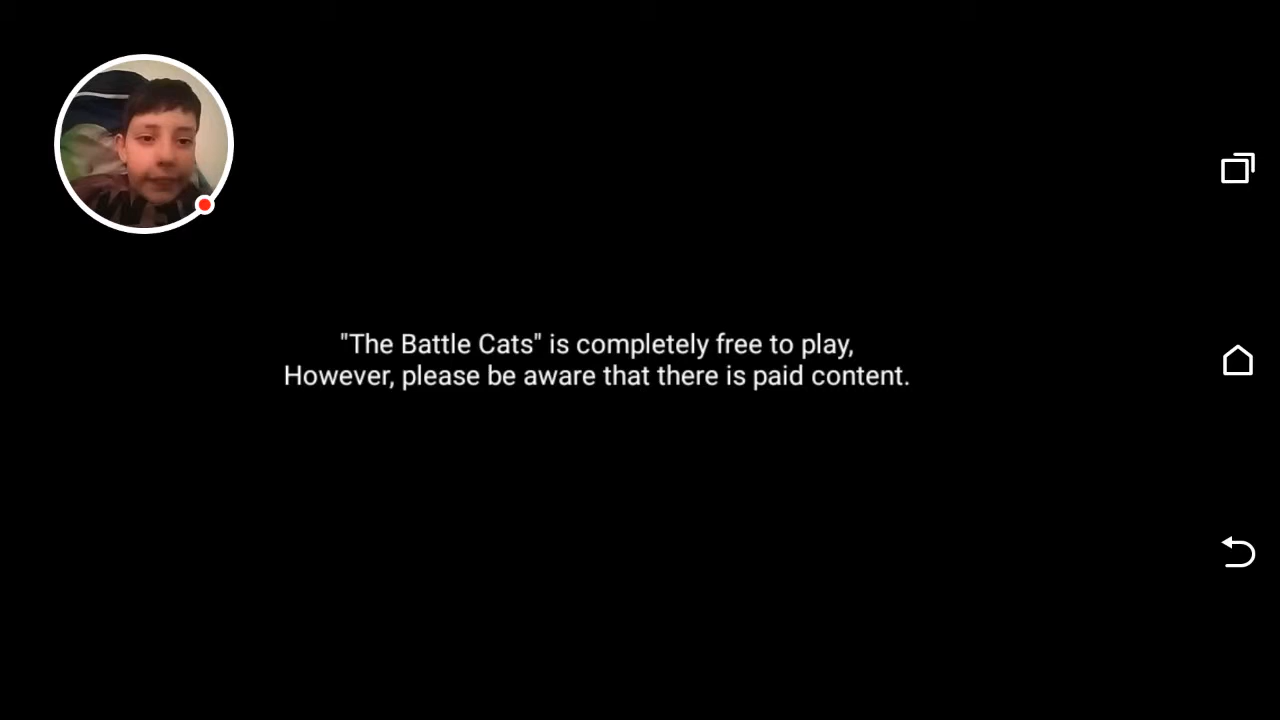 "The Battle Cats" is completely free to play,
However, please be aware that there is paid content.